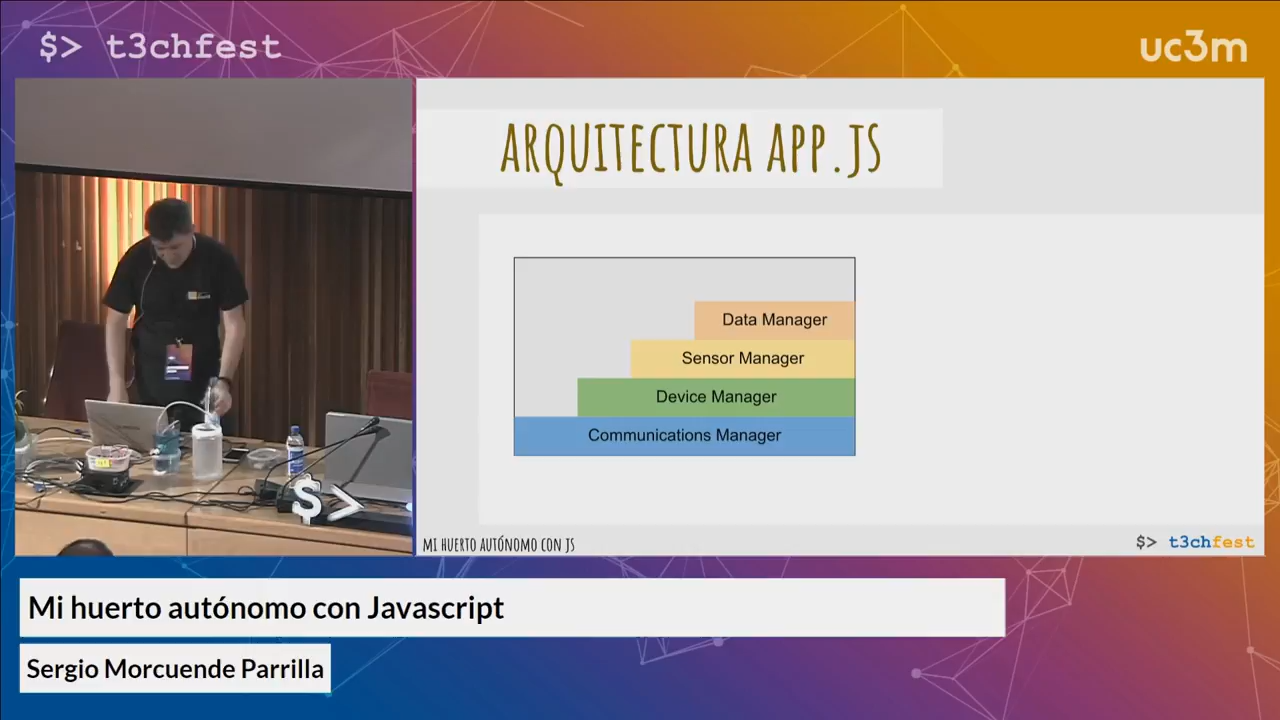 $> t3chfest
uc3m
ARQUITECTURA APP.JS
Data Manager
Sensor Manager
Device Manager
Communications Manager
$>
MI HUERTO AUTÓNOMO CON JS
$> t3chfest
Mi huerto autónomo con Javascript
Sergio Morcuende Parrilla